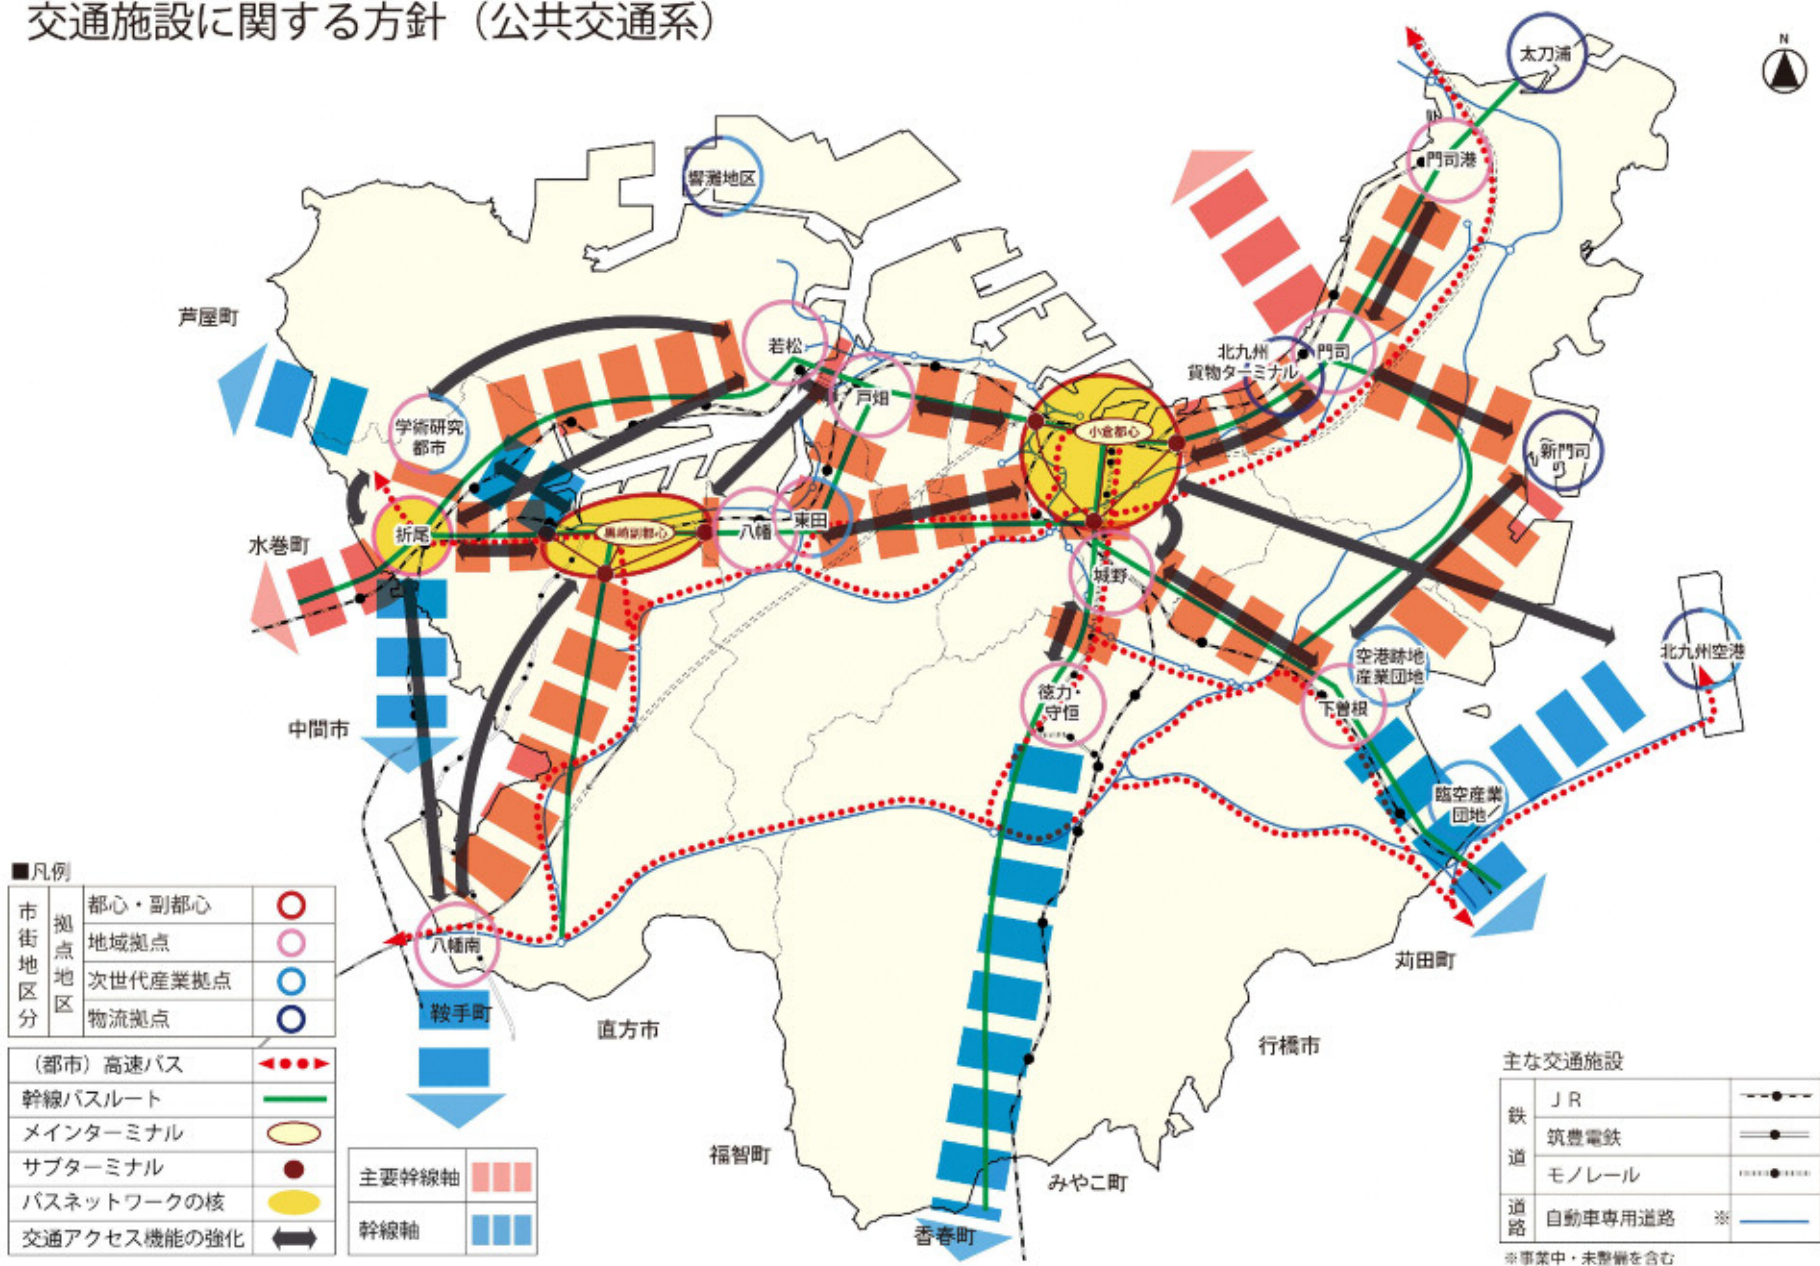 交通施設に関する方針（公共交通系）
N
太刀浦
門司港
響灘地区
芦屋町
若松
北九州
貨物ターミナル
門司
戸畑
学術研究
都市
小倉都心
新門司
折尾
黒崎副都心
八幡
東田
水巻町
城野
北九州空港
空港跡地
産業団地
徳力・
守恒
下曽根
中間市
臨空産業
団地
八幡南
苅田町
鞍手町
直方市
行橋市
福智町
みやこ町
香春町
■凡例
市街地区分
拠点地区
都心・副都心
地域拠点
次世代産業拠点
物流拠点
（都市）高速バス
幹線バスルート
メインターミナル
サブターミナル
バスネットワークの核
交通アクセス機能の強化
主要幹線軸
幹線軸
主な交通施設
鉄道
ＪＲ
筑豊電鉄
モノレール
道路
自動車専用道路 ※
※事業中・未整備を含む